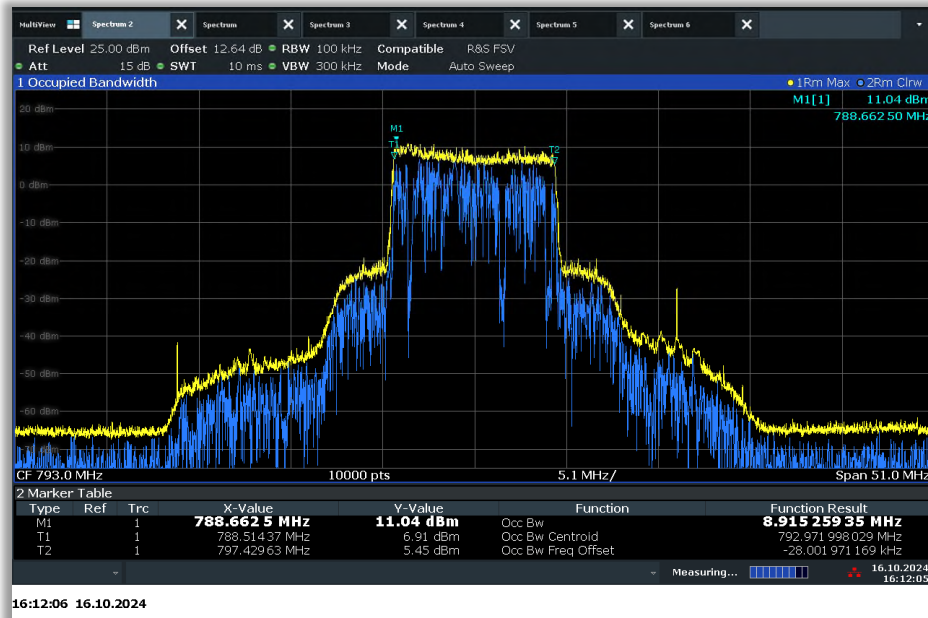 MultiView Spectrum 2 X Spectrum X Spectrum 3 X Spectrum 4 X Spectrum 5 X Spectrum 6 X
Ref Level 25.00 dBm Offset 12.64 dB RBW 100 kHz Compatible R&S FSV
Att 15 dB SWT 10 ms VBW 300 kHz Mode Auto Sweep
1 Occupied Bandwidth 1Rm Max 2Rm Clrw
M1[1] 11.04 dBm
788.662 50 MHz
20 dBm
M1
10 dBm T1 T2
0 dBm
-10 dBm
-20 dBm
-30 dBm
-40 dBm
-50 dBm
-60 dBm
CF 793.0 MHz 10000 pts 5.1 MHz/ Span 51.0 MHz
2 Marker Table
Type Ref Trc X-Value Y-Value Function Function Result
M1 1 788.662 5 MHz 11.04 dBm Occ Bw 8.915 259 35 MHz
T1 1 788.514 37 MHz 6.91 dBm Occ Bw Centroid 792.971 998 029 MHz
T2 1 797.429 63 MHz 5.45 dBm Occ Bw Freq Offset -28.001 971 169 kHz
Measuring... 16.10.2024
16:12:05
16:12:06 16.10.2024